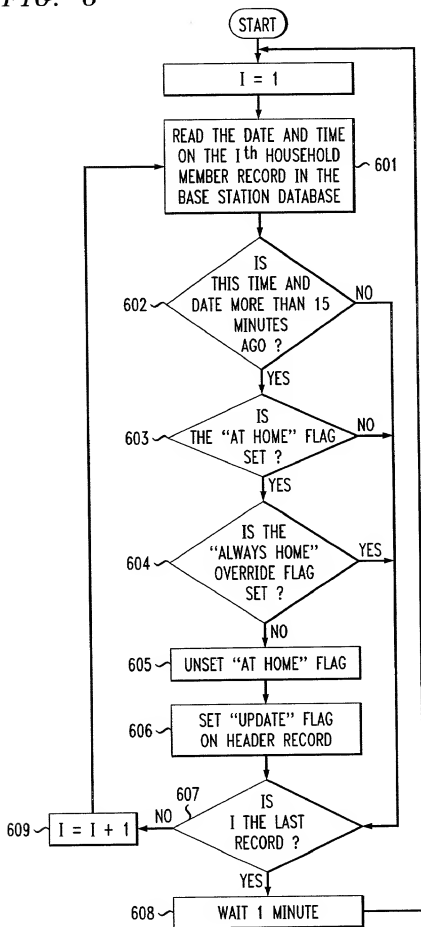 START
I = 1
READ THE DATE AND TIME
ON THE Ith HOUSEHOLD
MEMBER RECORD IN THE
BASE STATION DATABASE
601
IS
THIS TIME AND
DATE MORE THAN 15
MINUTES
AGO ?
602
NO
YES
IS
THE "AT HOME" FLAG
SET ?
603
NO
YES
IS THE
"ALWAYS HOME"
OVERRIDE FLAG
SET ?
604
YES
NO
605
UNSET "AT HOME" FLAG
606
SET "UPDATE" FLAG
ON HEADER RECORD
607
IS
I THE LAST
RECORD ?
NO
609
I = I + 1
YES
608
WAIT 1 MINUTE